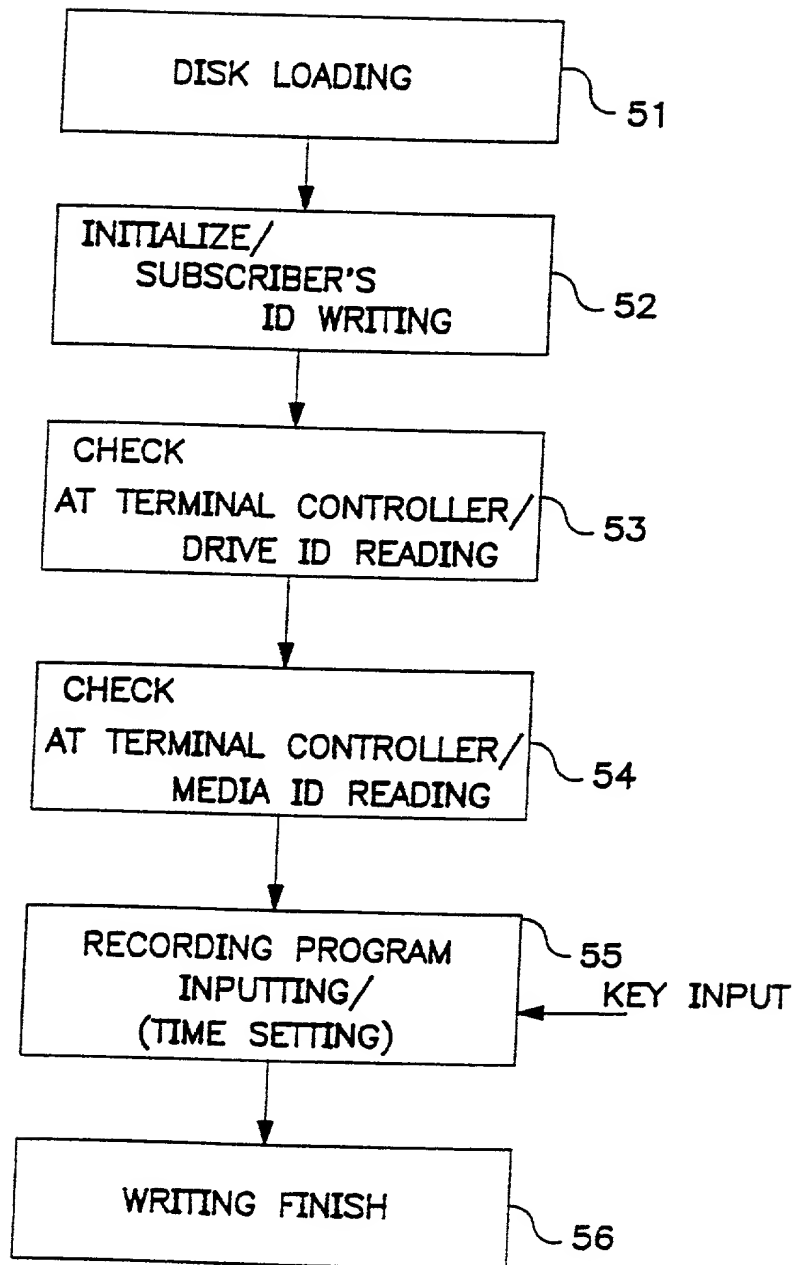 DISK LOADING
51
INITIALIZE/
SUBSCRIBER'S
ID WRITING
52
CHECK
AT TERMINAL CONTROLLER/
DRIVE ID READING
53
CHECK
AT TERMINAL CONTROLLER/
MEDIA ID READING
54
RECORDING PROGRAM
INPUTTING/
(TIME SETTING)
55
KEY INPUT
WRITING FINISH
56